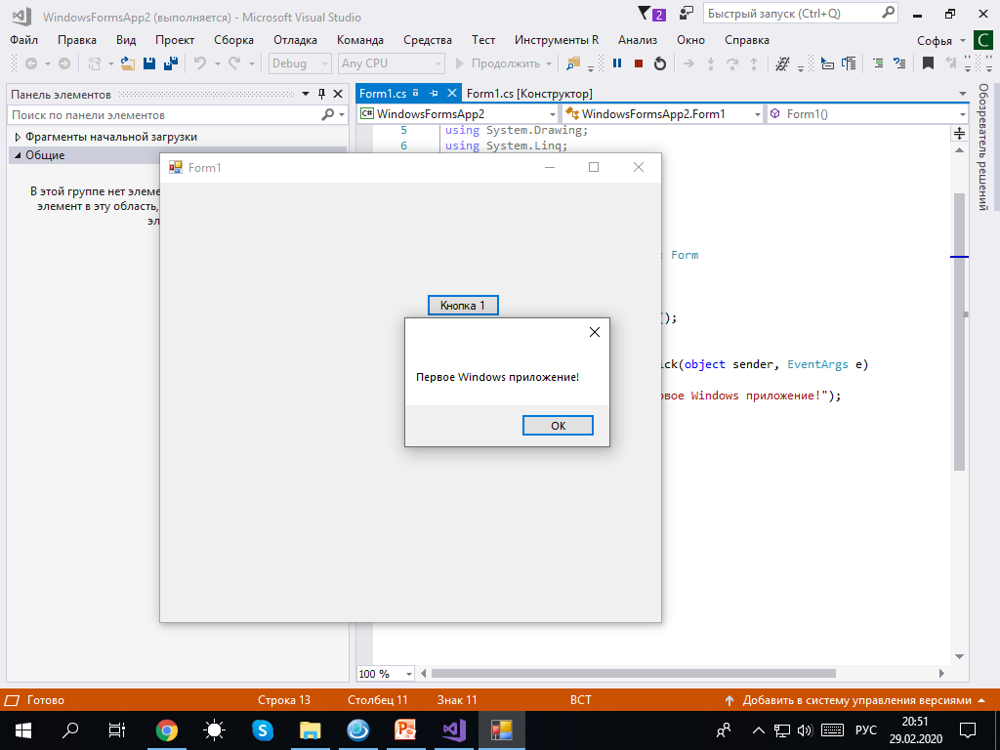 WindowsFormsApp2 (выполняется) - Microsoft Visual Studio
2
Быстрый запуск (Ctrl+Q)
Файл Правка Вид Проект Сборка Отладка Команда Средства Тест Инструменты R Анализ Окно Справка Софья C
Debug Any CPU Продолжить
Панель элементов
Поиск по панели элементов
Фрагменты начальной загрузки
Общие
В этой группе нет элеме
элемент в эту область,
эл
Form1.cs Form1.cs [Конструктор]
C# WindowsFormsApp2 WindowsFormsApp2.Form1 Form1()
5 using System.Drawing;
6 using System.Linq;
Form1
: Form
Кнопка 1
();
Первое Windows приложение!
OK
ick(object sender, EventArgs e)
рвое Windows приложение!");
Обозреватель решений
100 %
Готово Строка 13 Столбец 11 Знак 11 ВСТ Добавить в систему управления версиями
РУС
20:51
29.02.2020